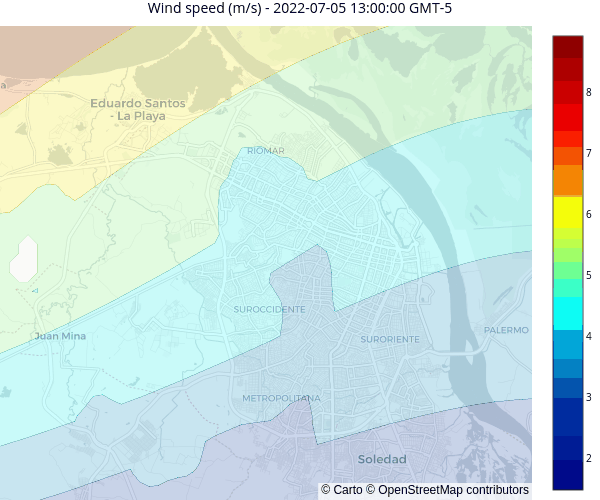 Wind speed (m/s) - 2022-07-05 13:00:00 GMT-5
a
Eduardo Santos
- La Playa
RIOMAR
SUROCCIDENTE
Juan Mina
SURORIENTE
PALERMO
METROPOLITANA
Soledad
© Carto © OpenStreetMap contributors
8
7
6
5
4
3
2